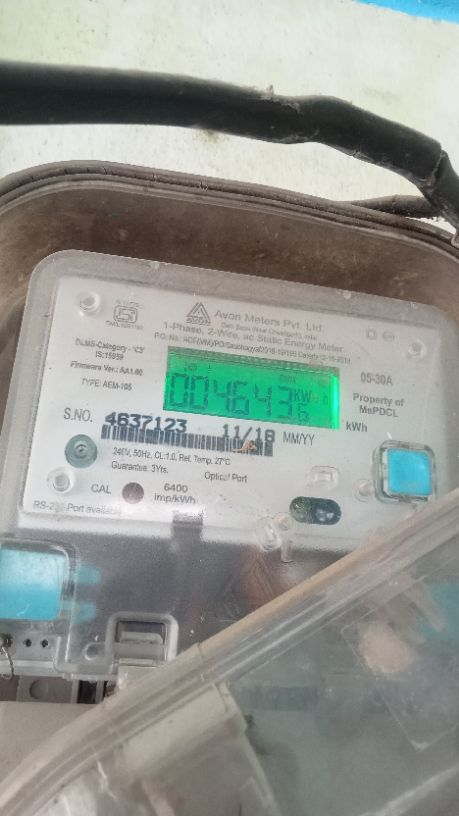 AVON
Avon Meters Pvt. Ltd.
1-Phase, 2-Wire, ac Static Energy Meter
DLMS-Category - 'C3'
IS:15959
Firmware Ver.: AA1.00
TYPE: AEM-105
05-30A
Property of
MePDCL
004643
kWh
kWh
S.NO. 4637123 11/18 MM/YY
240V, 50Hz, CL:1.0, Ref. Temp. 27°C
Guarantee: 5Yrs. Optical Port
CAL 6400
imp/kWh
RS-232 Port available